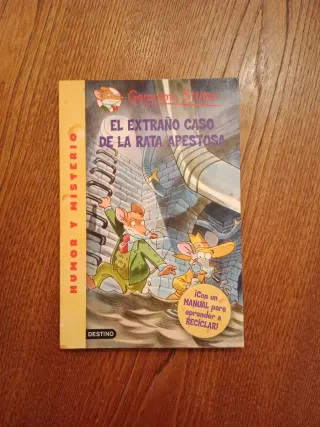 Geronimo Stilton
EL EXTRAÑO CASO
DE LA RATA APESTOSA
HUMOR Y MISTERIO
¡Con un
MANUAL para
aprender a
RECICLAR!
DESTINO